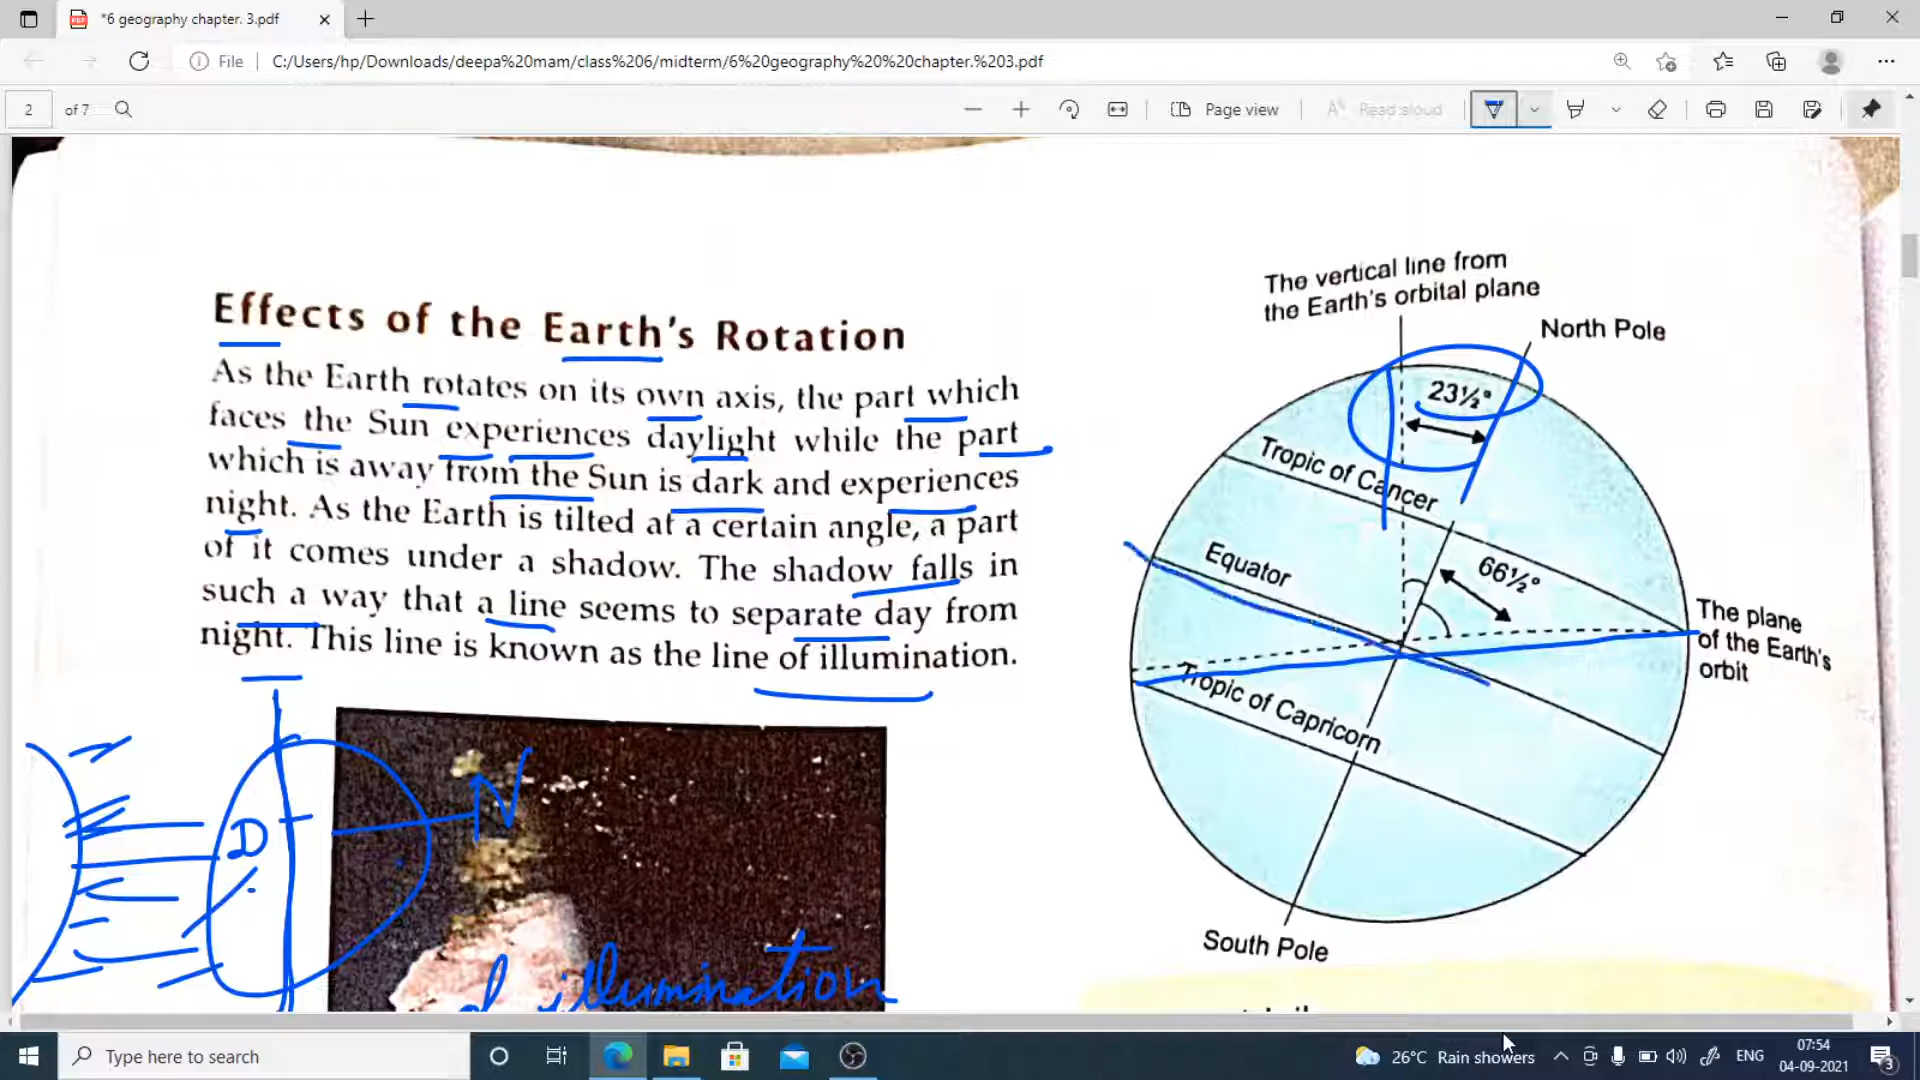 *6 geography chapter. 3.pdf
File
C:/Users/hp/Downloads/deepa%20mam/class%206/midterm/6%20geography%20%20chapter.%203.pdf
2 of 7
Page view
Read aloud
Effects of the Earth's Rotation
As the Earth rotates on its own axis, the part which
faces the Sun experiences daylight while the part
which is away from the Sun is dark and experiences
night. As the Earth is tilted at a certain angle, a part
of it comes under a shadow. The shadow falls in
such a way that a line seems to separate day from
night. This line is known as the line of illumination.
The vertical line from
the Earth's orbital plane
North Pole
23½°
Tropic of Cancer
Equator
66½°
The plane
of the Earth's
orbit
Tropic of Capricorn
South Pole
D
N
of illumination
Type here to search
26°C Rain showers
ENG
07:54
04-09-2021
3